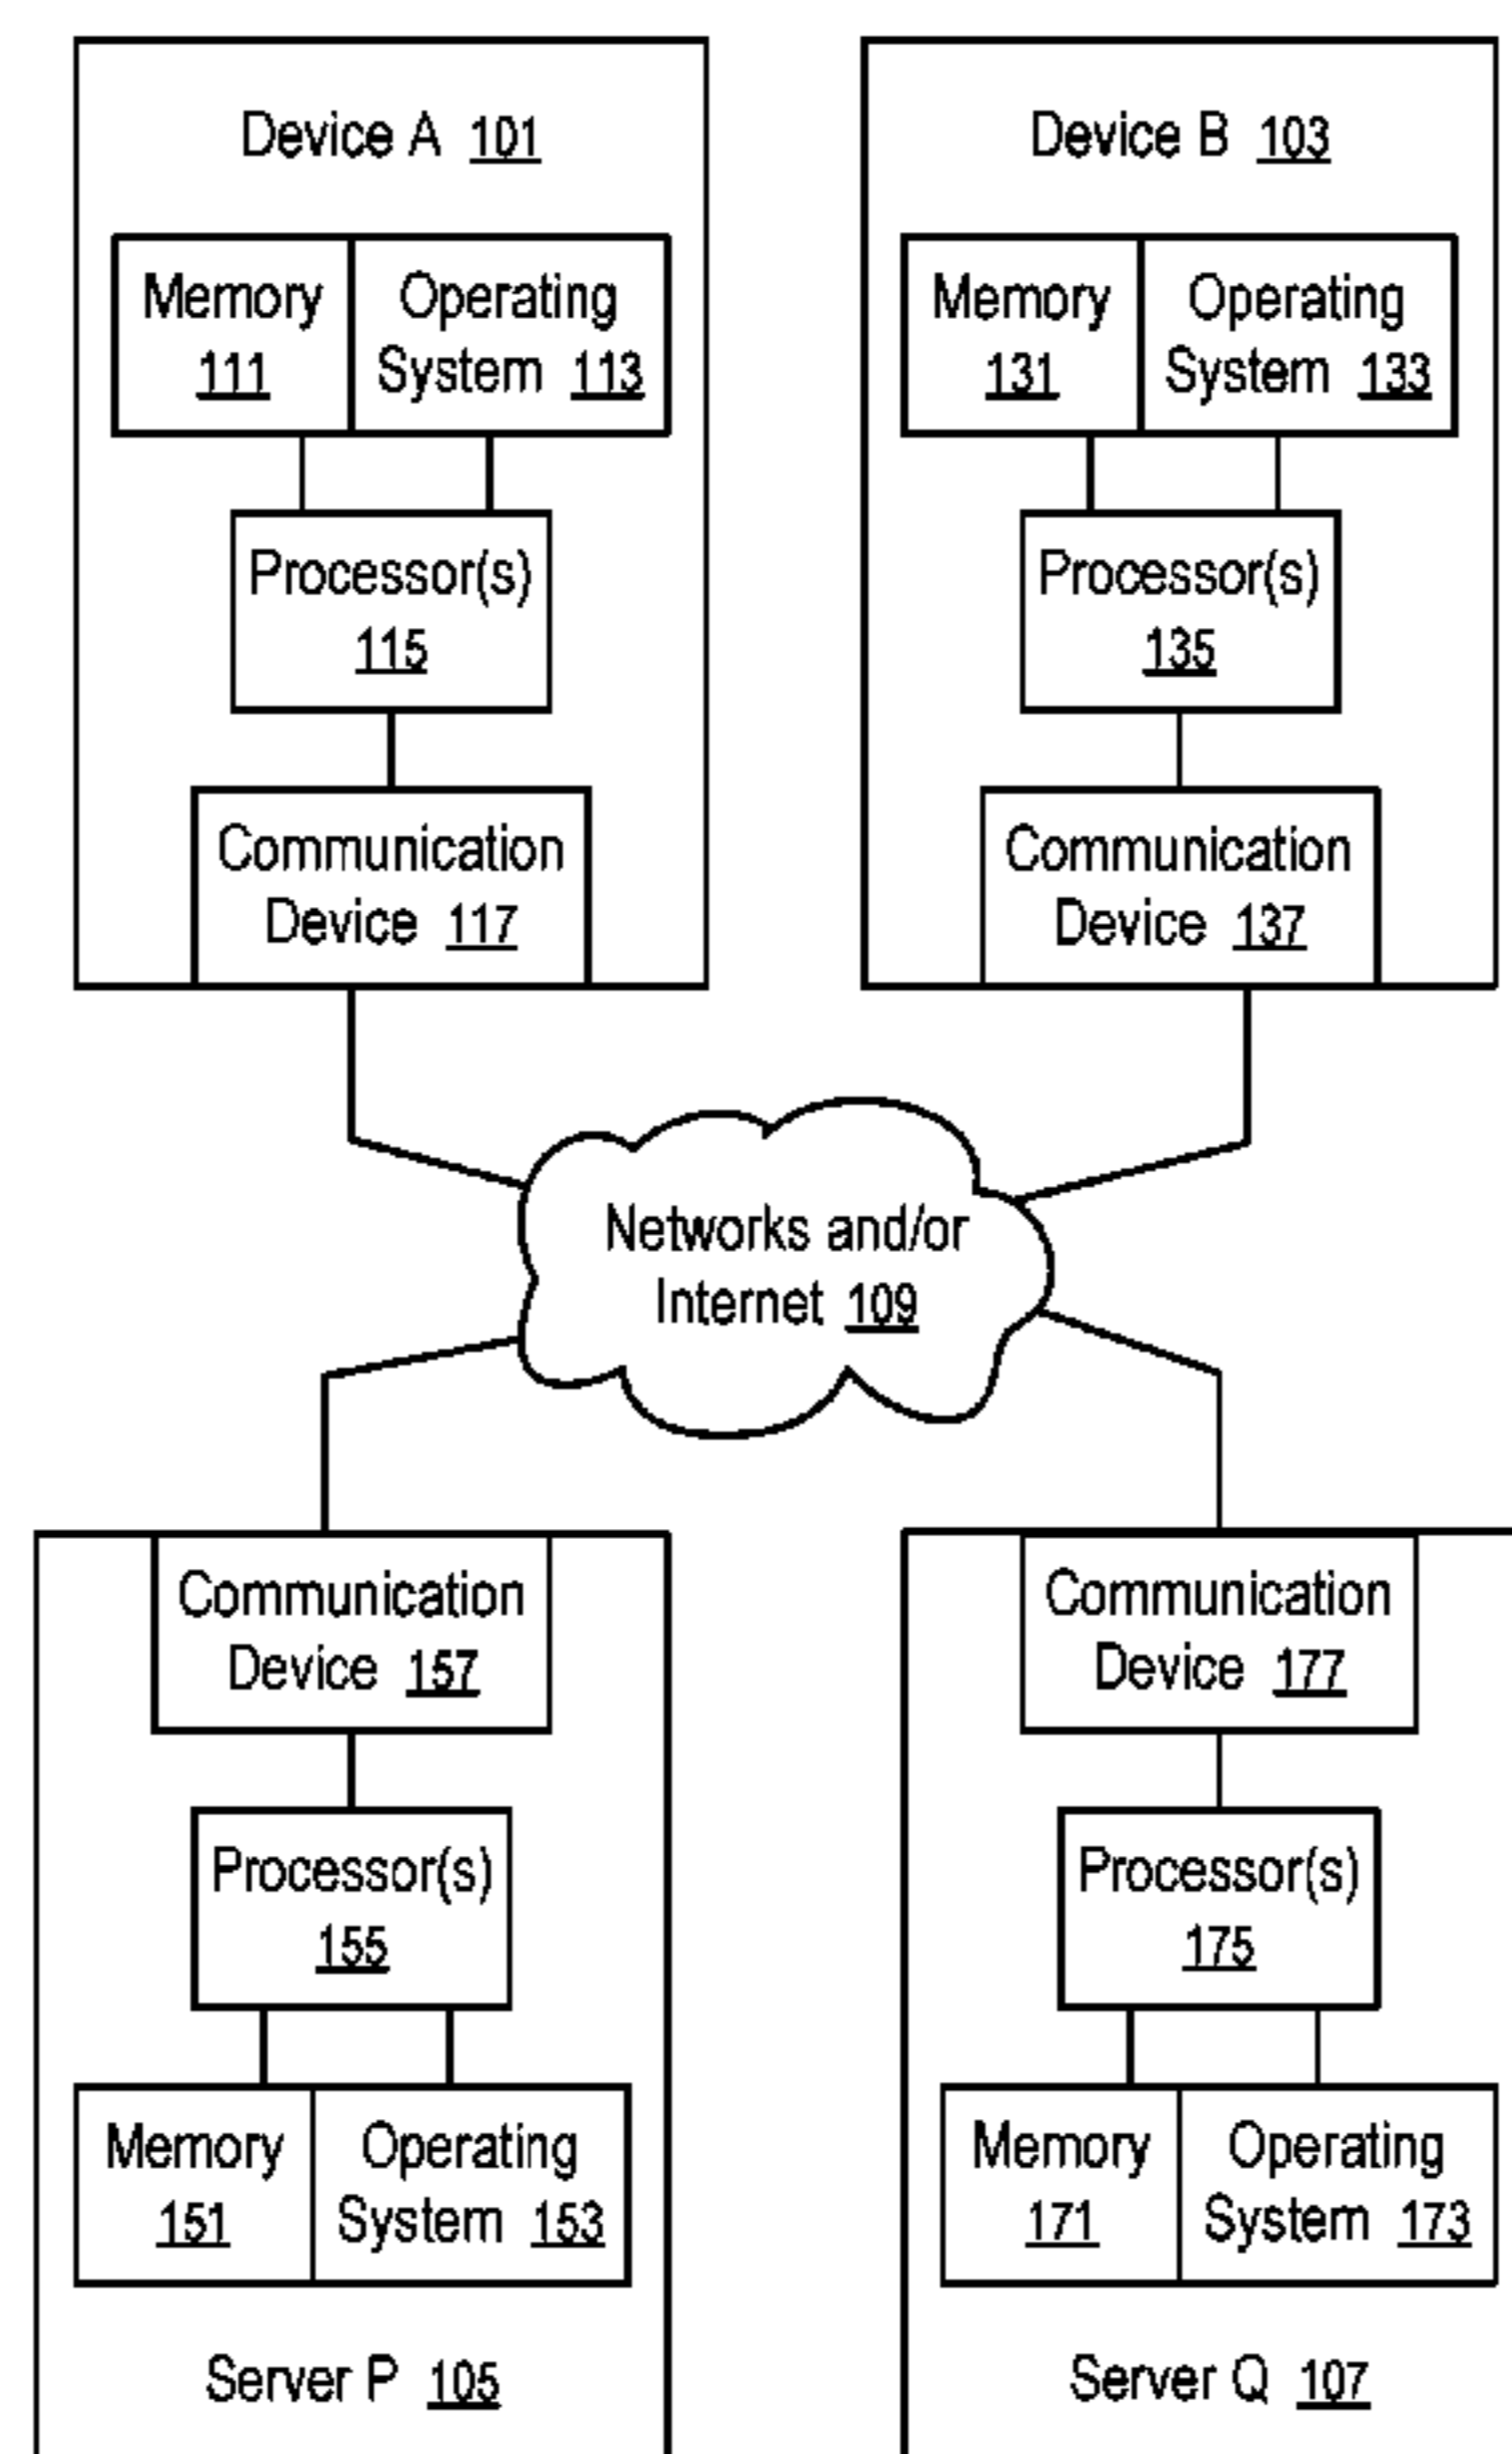 Device A 101
Memory
111
Operating
System 113
Processor(s)
115
Communication
Device 117
Device B 103
Memory
131
Operating
System 133
Processor(s)
135
Communication
Device 137
Networks and/or
Internet 109
Communication
Device 157
Processor(s)
155
Memory
151
Operating
System 153
Server P 105
Communication
Device 177
Processor(s)
175
Memory
171
Operating
System 173
Server Q 107